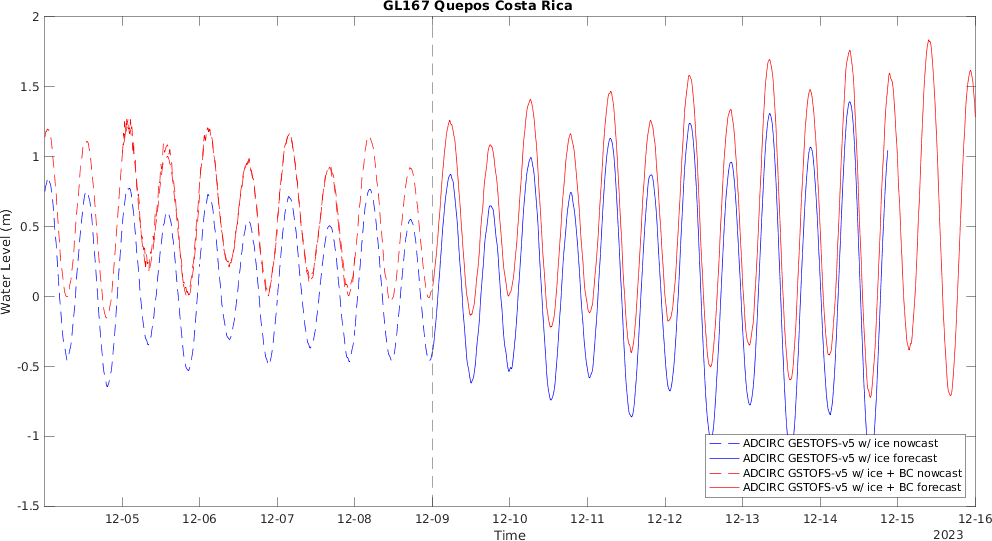 GL167 Quepos Costa Rica
2
1.5
1
0.5
0
-0.5
-1
-1.5
Water Level (m)
ADCIRC GESTOFS-v5 w/ ice nowcast
ADCIRC GESTOFS-v5 w/ ice forecast
ADCIRC GSTOFS-v5 w/ ice + BC nowcast
ADCIRC GSTOFS-v5 w/ ice + BC forecast
12-05 12-06 12-07 12-08 12-09 12-10 12-11 12-12 12-13 12-14 12-15 12-16
Time
2023